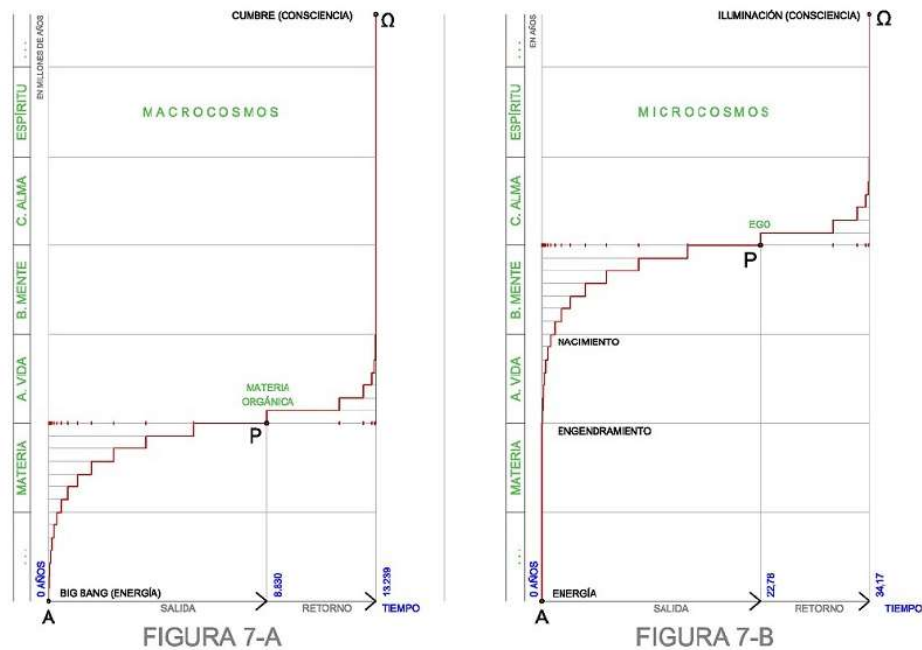 CUMBRE (CONSCIENCIA)
Ω
EN MILLONES DE AÑOS
...
ESPÍRITU
C. ALMA
B. MENTE
A. VIDA
MATERIA
...
MACROCOSMOS
MATERIA
ORGÁNICA
P
0 AÑOS
BIG BANG (ENERGÍA)
8.830
13.239
A
SALIDA
RETORNO
TIEMPO
FIGURA 7-A
ILUMINACIÓN (CONSCIENCIA)
Ω
EN AÑOS
...
ESPÍRITU
C. ALMA
B. MENTE
A. VIDA
MATERIA
...
MICROCOSMOS
EGO
P
NACIMIENTO
ENGENDRAMIENTO
0 AÑOS
ENERGÍA
22,78
34,17
A
SALIDA
RETORNO
TIEMPO
FIGURA 7-B